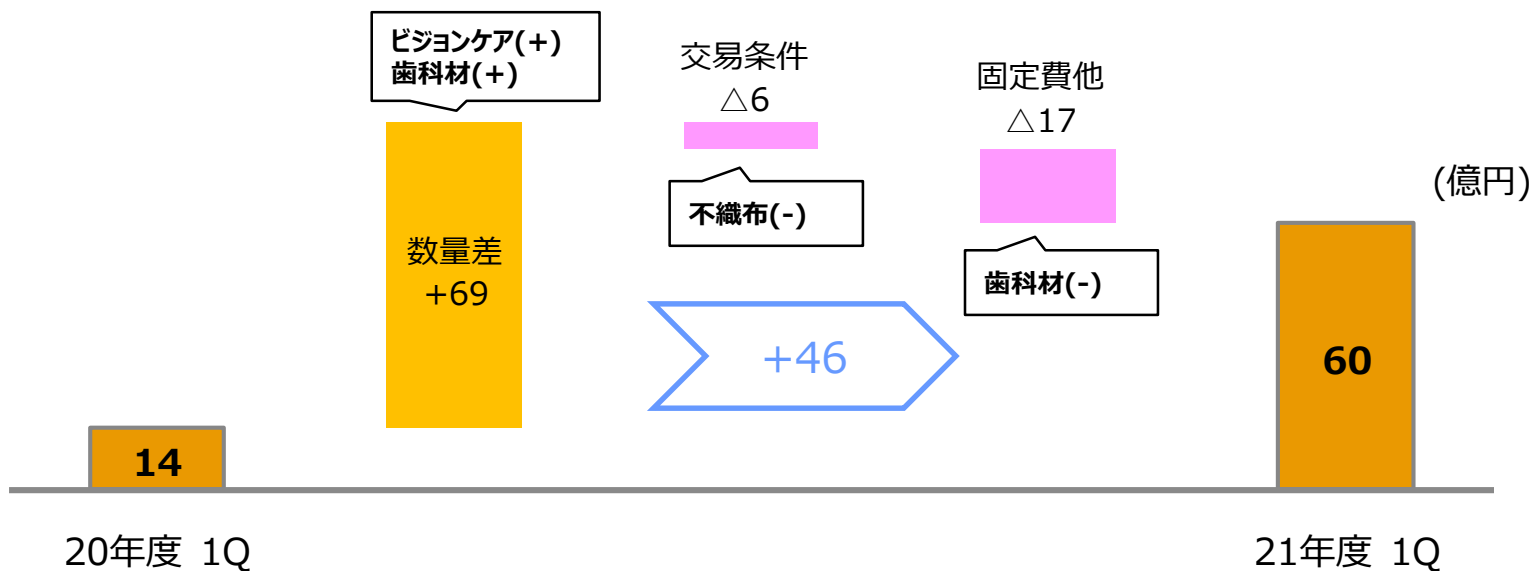 ビジョンケア(+)
歯科材(+)
交易条件
△6
固定費他
△17
(億円)
不織布(-)
数量差
+69
歯科材(-)
+46
60
14
20年度 1Q
21年度 1Q